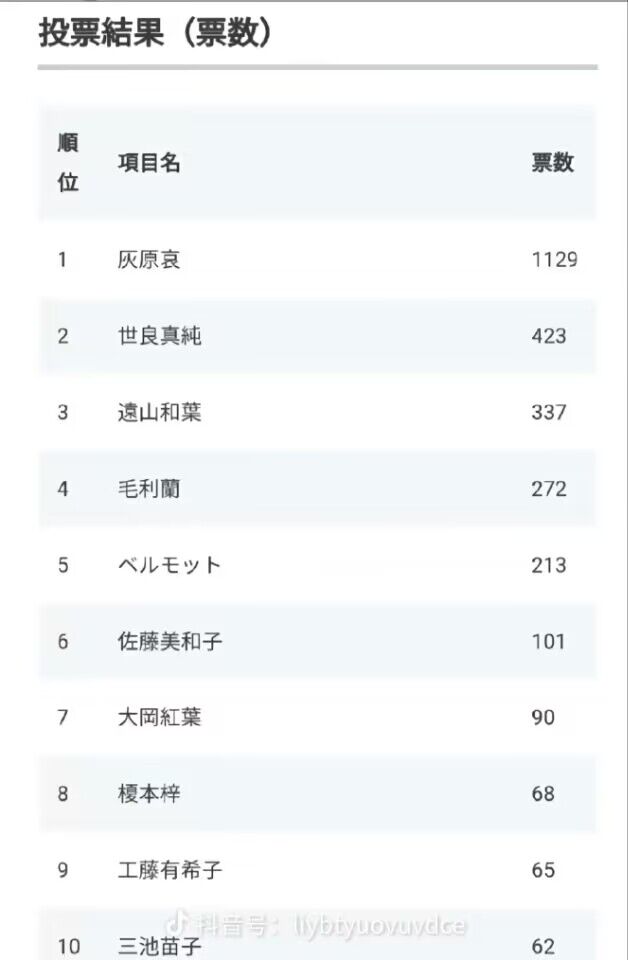 投票結果（票数）
順位 項目名 票数
1 灰原哀 1129
2 世良真純 423
3 遠山和葉 337
4 毛利蘭 272
5 ベルモット 213
6 佐藤美和子 101
7 大岡紅葉 90
8 榎本梓 68
9 工藤有希子 65
抖音号：liybtyuovuvdce
10 三池苗子 62